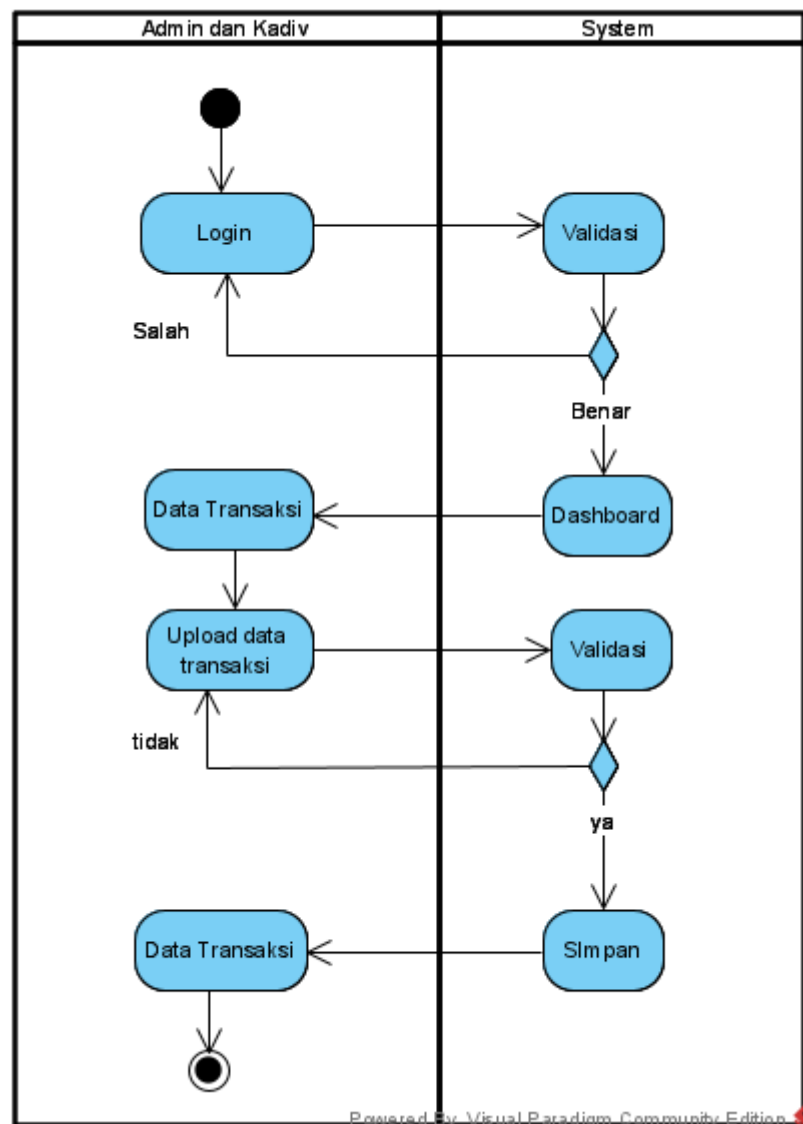 Admin dan Kadiv
System
Login
Validasi
Salah
Benar
Data Transaksi
Dashboard
Upload data
transaksi
Validasi
tidak
ya
Data Transaksi
SImpan
Powered By Visual Paradigm Community Edition